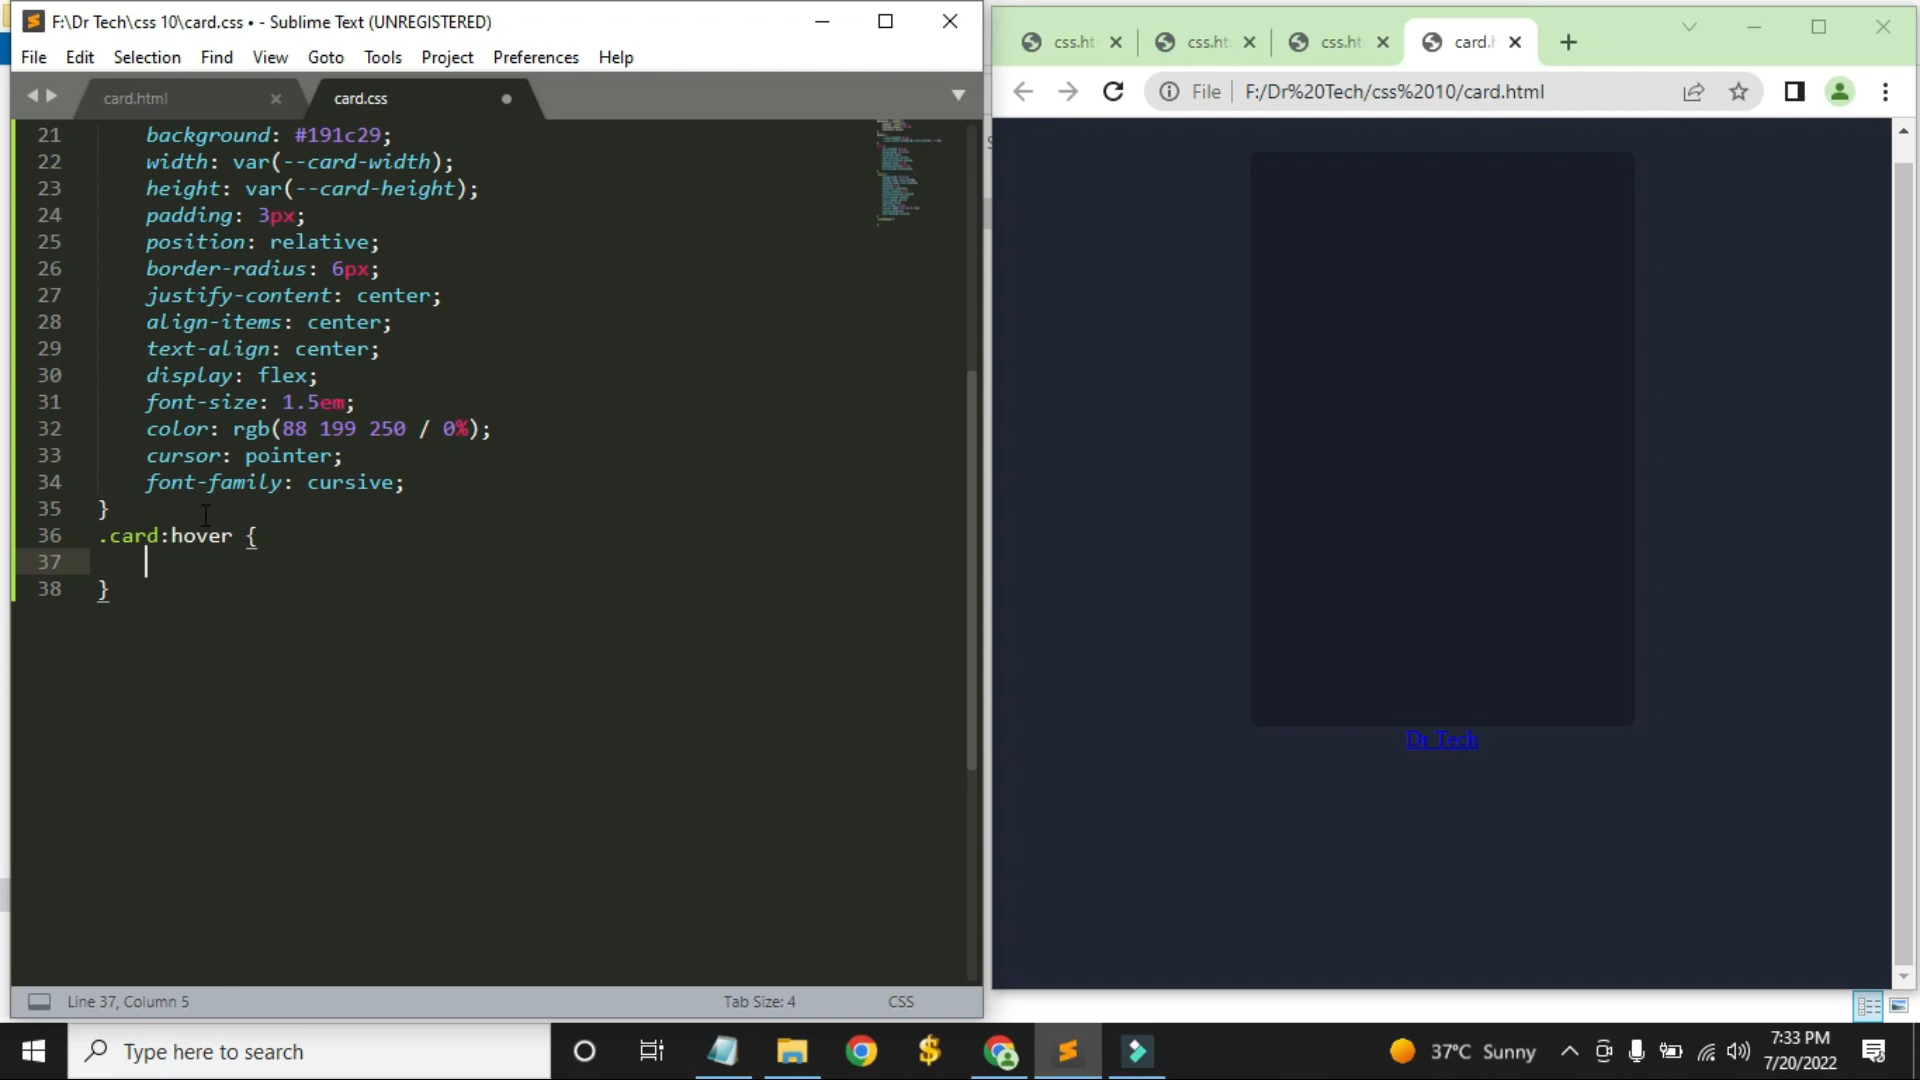 F:\Dr Tech\css 10\card.css • - Sublime Text (UNREGISTERED)
File Edit Selection Find View Goto Tools Project Preferences Help
card.html
card.css
21 background: #191c29;
22 width: var(--card-width);
23 height: var(--card-height);
24 padding: 3px;
25 position: relative;
26 border-radius: 6px;
27 justify-content: center;
28 align-items: center;
29 text-align: center;
30 display: flex;
31 font-size: 1.5em;
32 color: rgb(88 199 250 / 0%);
33 cursor: pointer;
34 font-family: cursive;
35 }
36 .card:hover {
37
38 }
Line 37, Column 5
Tab Size: 4
CSS
css.ht
css.ht
css.ht
card.h
File F:/Dr%20Tech/css%2010/card.html
Dr Tech
Type here to search
37°C Sunny
7:33 PM
7/20/2022